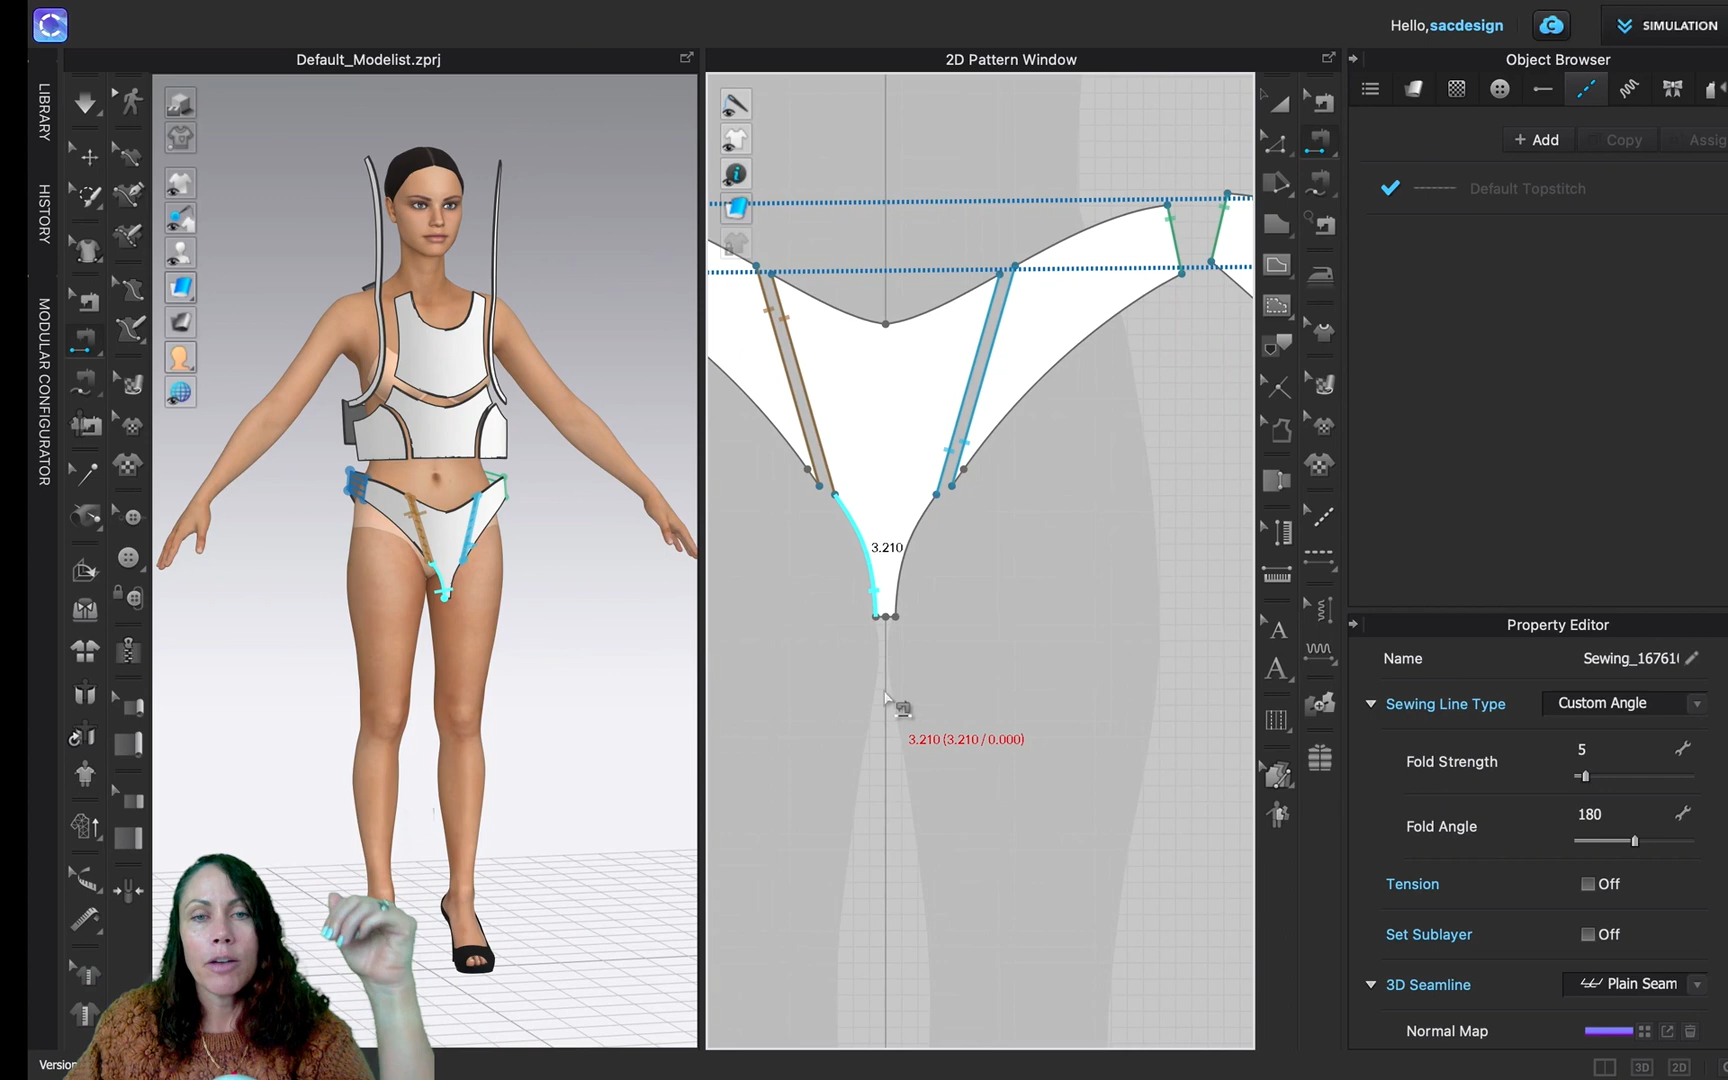 Hello,sacdesign
SIMULATION
Default_Modelist.zprj
2D Pattern Window
Object Browser
LIBRARY
HISTORY
MODULAR CONFIGURATOR
+ Add
Copy
Default Topstitch
3.210
3.210 (3.210 / 0.000)
Property Editor
Name
Sewing Line Type
Custom Angle
Fold Strength
5
Fold Angle
180
Tension
Off
Set Sublayer
Off
3D Seamline
Plain Seam
Normal Map
3D
2D